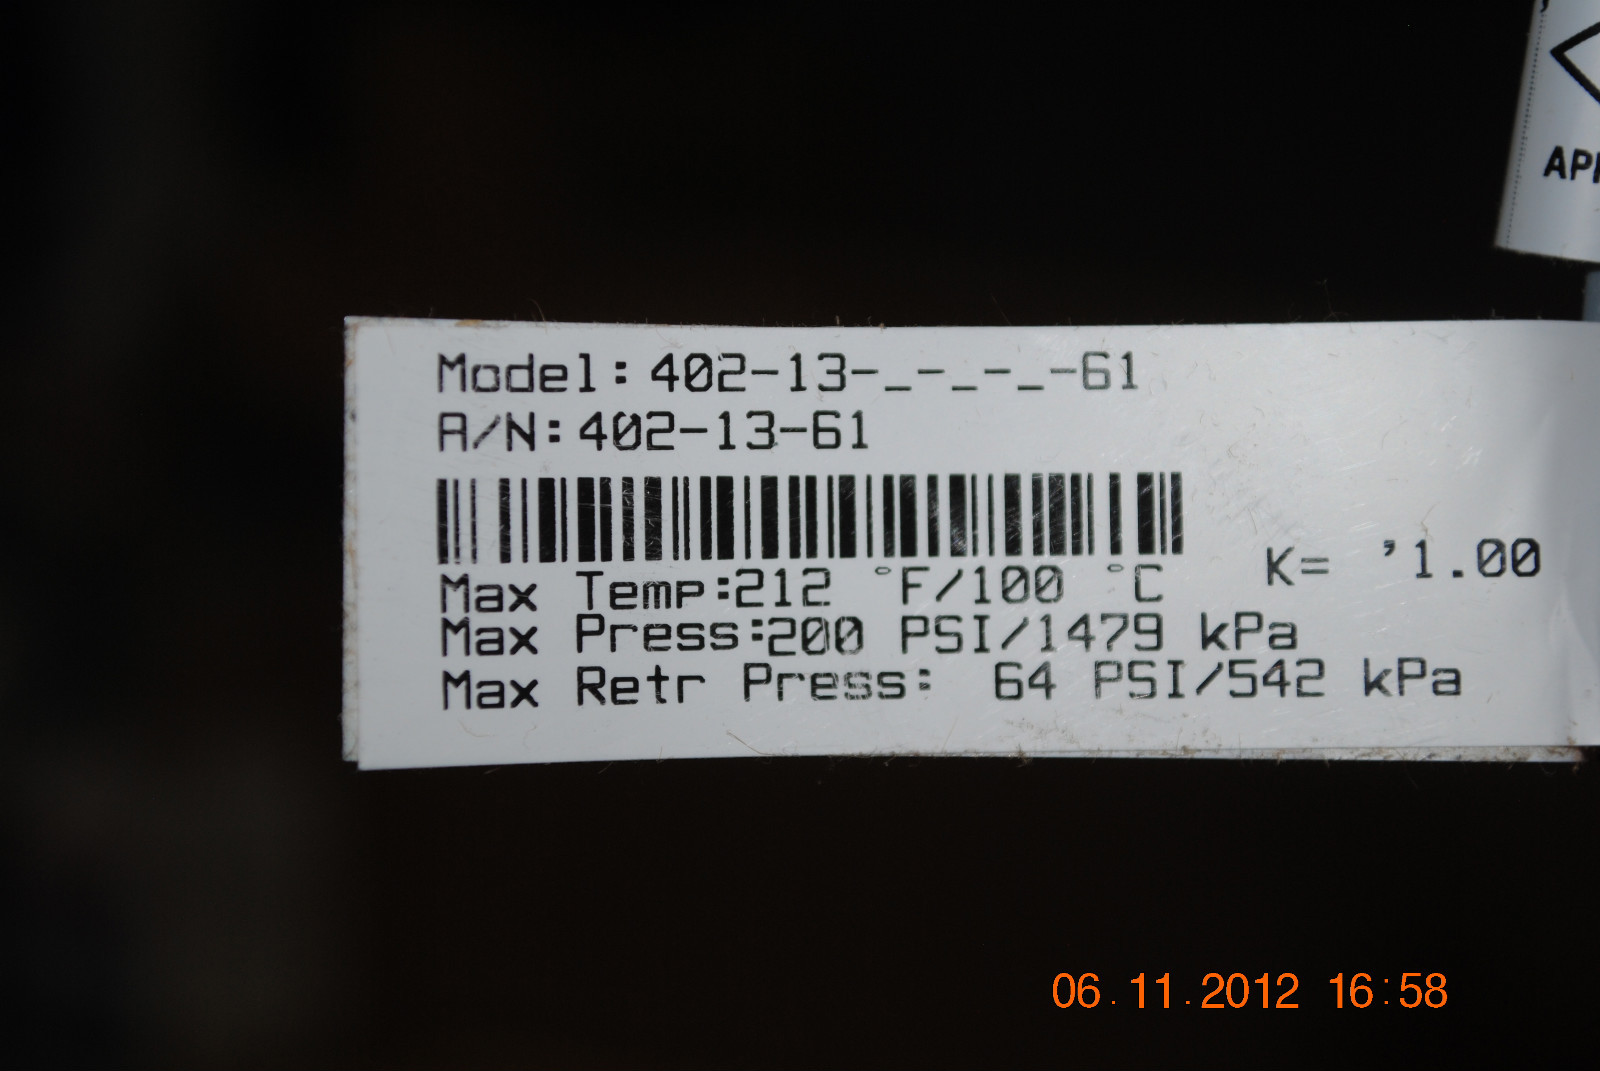 Model: 402-13-_-_-_-61
A/N: 402-13-61
K= '1.00
Max Temp:212 °F/100 °C
Max Press:200 PSI/1479 kPa
Max Retr Press: 64 PSI/542 kPa
06.11.2012 16:58